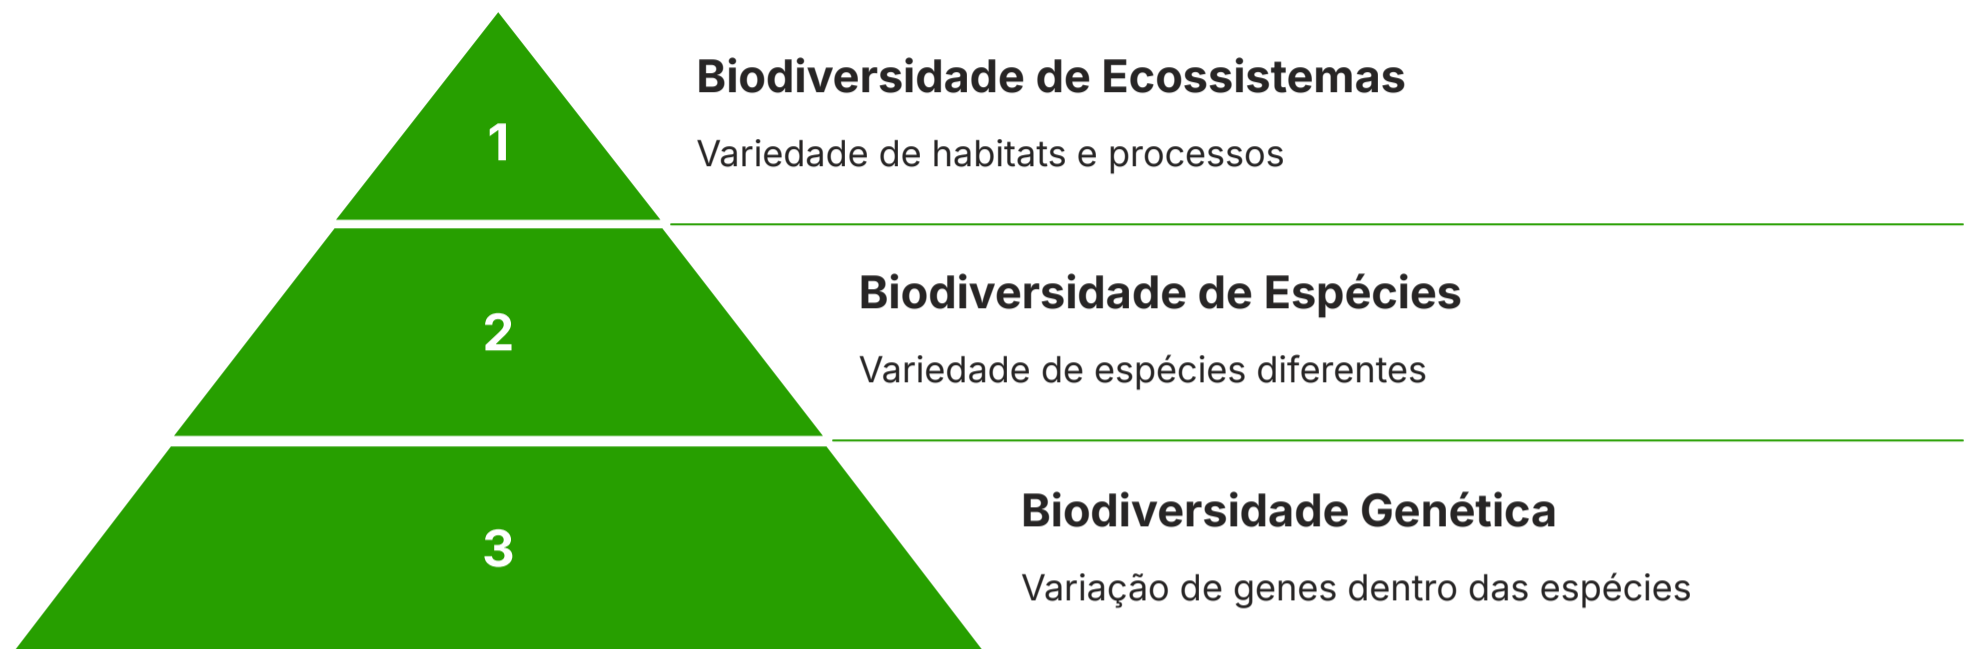 1
Biodiversidade de Ecossistemas
Variedade de habitats e processos
2
Biodiversidade de Espécies
Variedade de espécies diferentes
3
Biodiversidade Genética
Variação de genes dentro das espécies